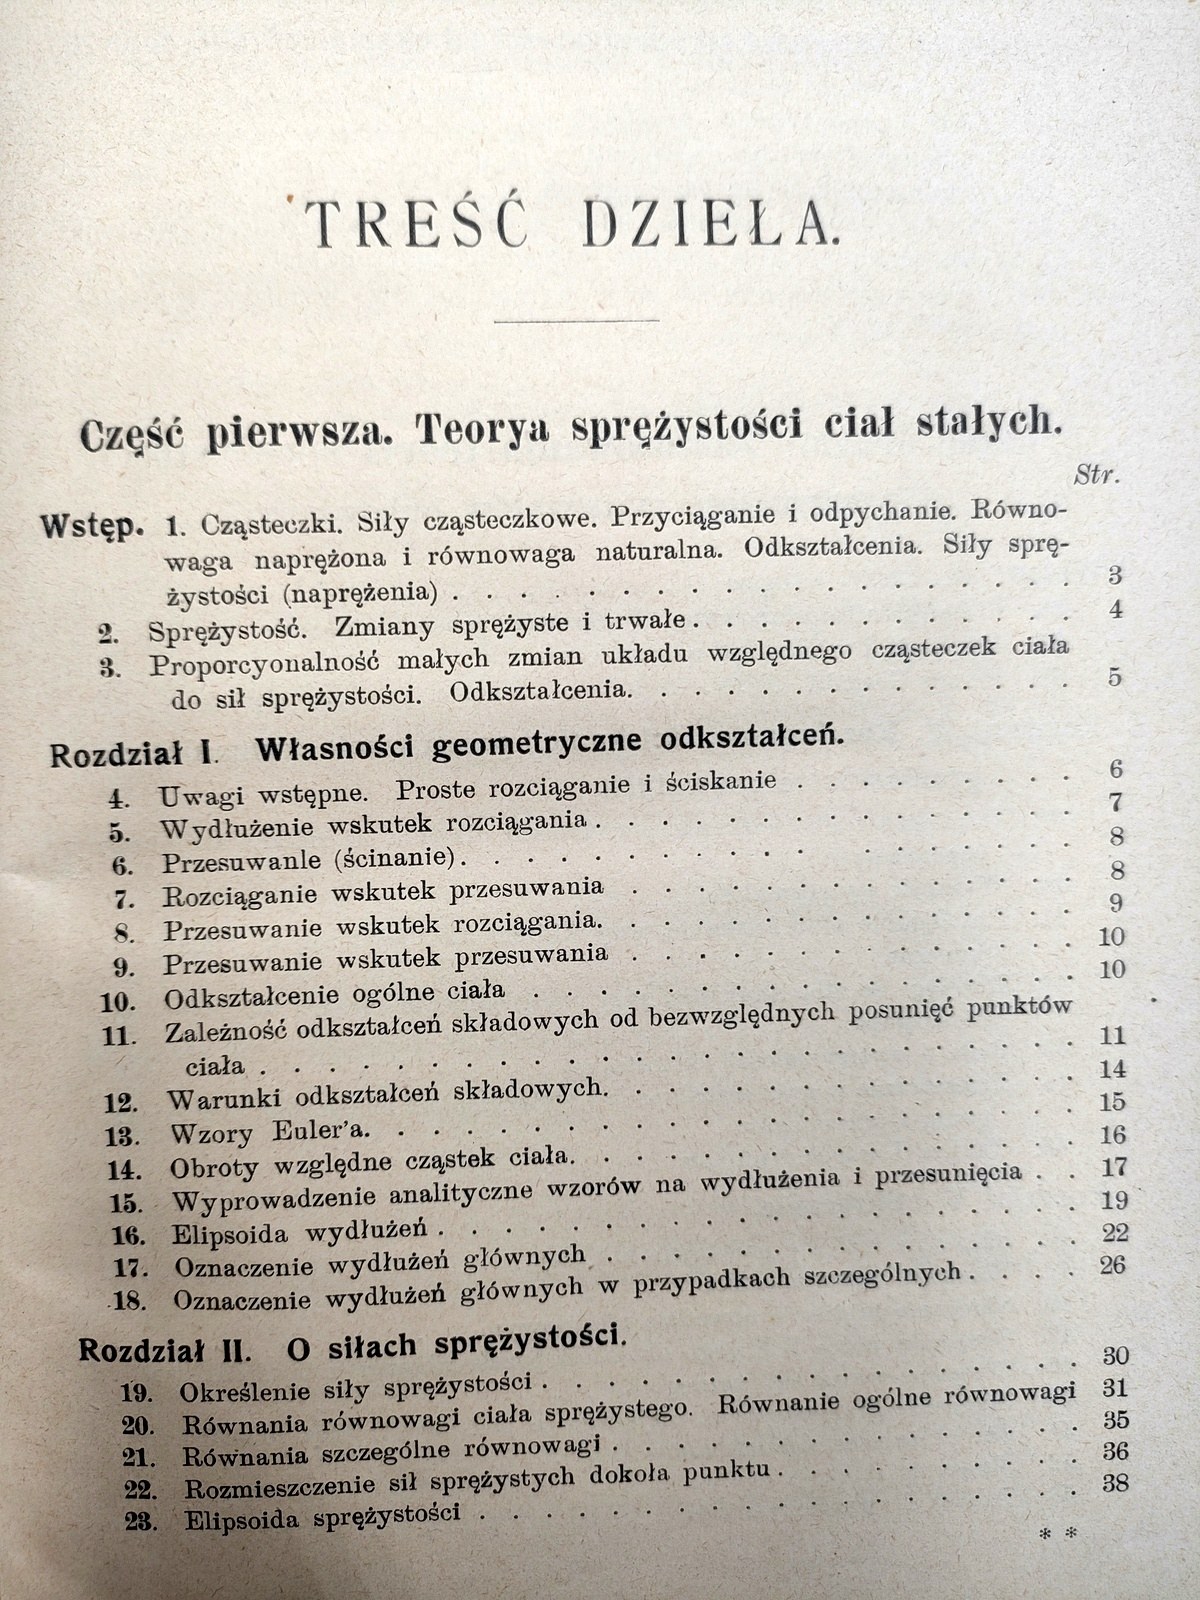 TREŚĆ DZIEŁA.
Część pierwsza. Teorya sprężystości ciał stałych.
Str.
Wstęp. 1. Cząsteczki. Siły cząsteczkowe. Przyciąganie i odpychanie. Równo-
waga naprężona i równowaga naturalna. Odkształcenia. Siły sprę-
żystości (naprężenia) . . . . . . . . . . . . . . . . . 3
2. Sprężystość. Zmiany sprężyste i trwałe . . . . . . . . . . . . 4
3. Proporcyonalność małych zmian układu względnego cząsteczek ciała
do sił sprężystości. Odkształcenia. . . . . . . . . . . . . . 5
Rozdział I. Własności geometryczne odkształceń.
4. Uwagi wstępne. Proste rozciąganie i ściskanie . . . . . . . . . 6
5. Wydłużenie wskutek rozciągania . . . . . . . . . . . . . . 7
6. Przesuwanle (ścinanie) . . . . . . . . . . . . . . . . . . 8
7. Rozciąganie wskutek przesuwania . . . . . . . . . . . . . . 8
8. Przesuwanie wskutek rozciągania. . . . . . . . . . . . . . . 9
9. Przesuwanie wskutek przesuwania . . . . . . . . . . . . . . 10
10. Odkształcenie ogólne ciała . . . . . . . . . . . . . . . . . 10
11. Zależność odkształceń składowych od bezwzględnych posunięć punktów
ciała . . . . . . . . . . . . . . . . . . . . . . . 11
12. Warunki odkształceń składowych. . . . . . . . . . . . . . . 14
13. Wzory Euler'a. . . . . . . . . . . . . . . . . . . . . 15
14. Obroty względne cząstek ciała. . . . . . . . . . . . . . . . 16
15. Wyprowadzenie analityczne wzorów na wydłużenia i przesunięcia . . 17
16. Elipsoida wydłużeń . . . . . . . . . . . . . . . . . . . 19
17. Oznaczenie wydłużeń głównych . . . . . . . . . . . . . . . 22
18. Oznaczenie wydłużeń głównych w przypadkach szczególnych . . . . 26
Rozdział II. O siłach sprężystości.
19. Określenie siły sprężystości . . . . . . . . . . . . . . . . . 30
20. Równania równowagi ciała sprężystego. Równanie ogólne równowagi 31
21. Równania szczególne równowagi . . . . . . . . . . . . . . . 35
22. Rozmieszczenie sił sprężystych dokoła punktu . . . . . . . . . . 36
23. Elipsoida sprężystości . . . . . . . . . . . . . . . . . . 38
* *